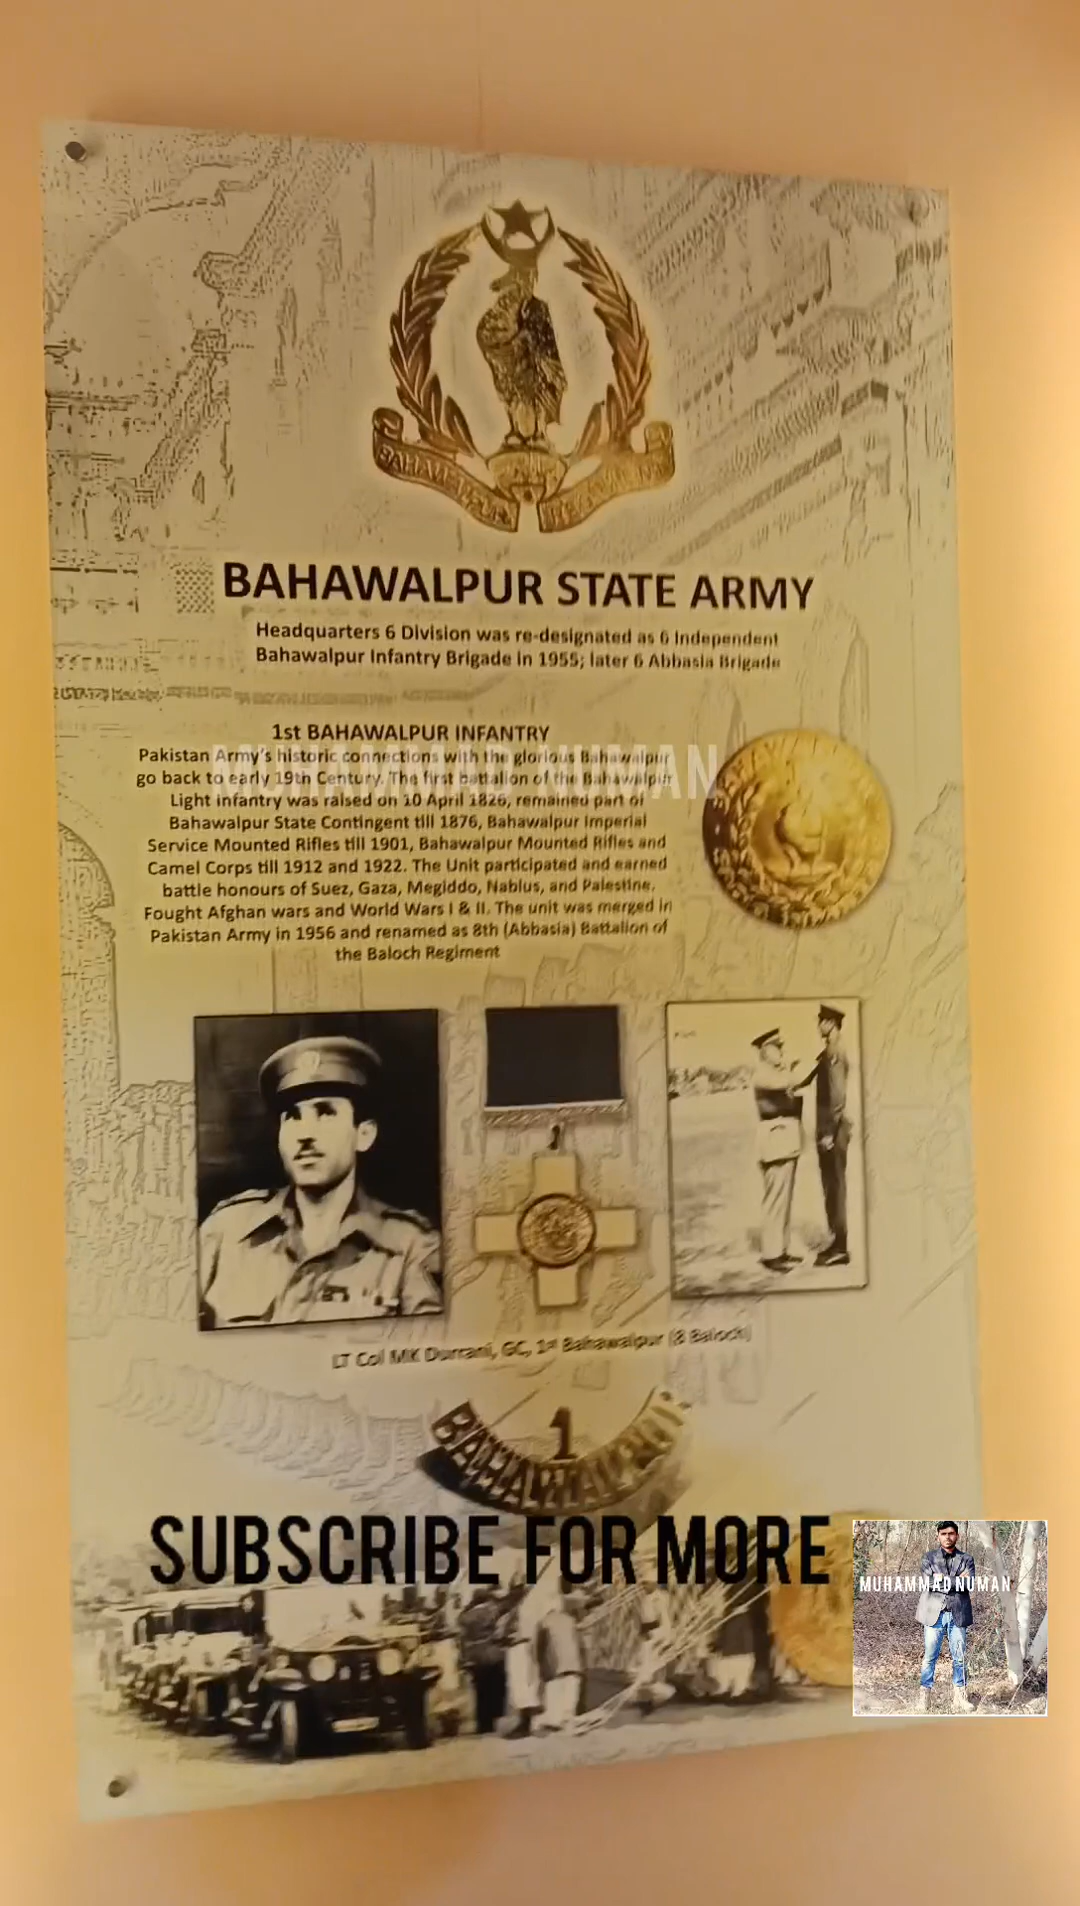 BAHAWALPUR REGIMENT
BAHAWALPUR STATE ARMY
Headquarters 6 Division was re-designated as 6 Independent
Bahawalpur Infantry Brigade in 1955; later 6 Abbasia Brigade
1st BAHAWALPUR INFANTRY
Pakistan Army's historic connections with the glorious Bahawalpur
go back to early 19th Century. The first battalion of the Bahawalpur
Light infantry was raised on 10 April 1826, remained part of
Bahawalpur State Contingent till 1876, Bahawalpur Imperial
Service Mounted Rifles till 1901, Bahawalpur Mounted Rifles and
Camel Corps till 1912 and 1922. The Unit participated and earned
battle honours of Suez, Gaza, Megiddo, Nablus, and Palestine.
Fought Afghan wars and World Wars I & II. The unit was merged in
Pakistan Army in 1956 and renamed as 8th (Abbasia) Battalion of
the Baloch Regiment
MUHAMMAD NUMAN
LT Col MK Durrani, GC, 1st Bahawalpur (8 Baloch)
1
BAHAWALPUR
SUBSCRIBE FOR MORE
MUHAMMAD NUMAN